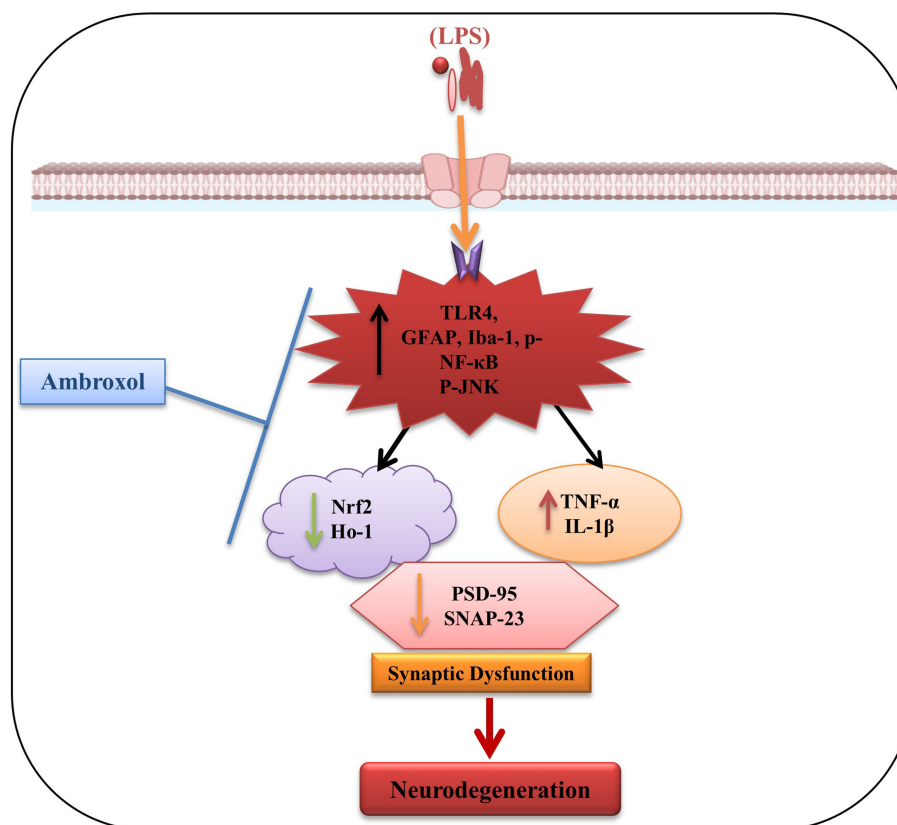 (LPS)
TLR4,
GFAP, Iba-1, p-
NF-κB
P-JNK
Ambroxol
Nrf2
Ho-1
TNF-α
IL-1β
PSD-95
SNAP-23
Synaptic Dysfunction
Neurodegeneration